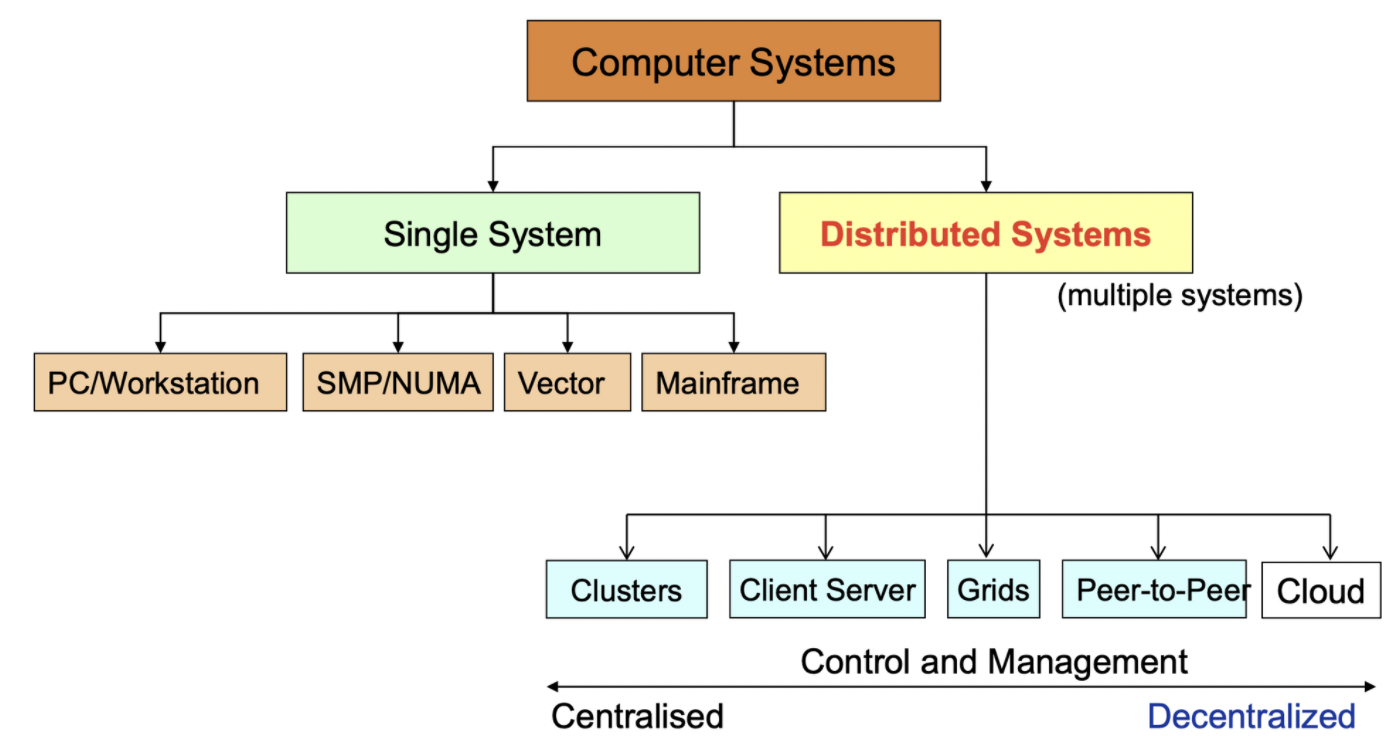 Computer Systems
Single System
Distributed Systems
(multiple systems)
PC/Workstation
SMP/NUMA
Vector
Mainframe
Clusters
Client Server
Grids
Peer-to-Peer
Cloud
Control and Management
Centralised
Decentralized